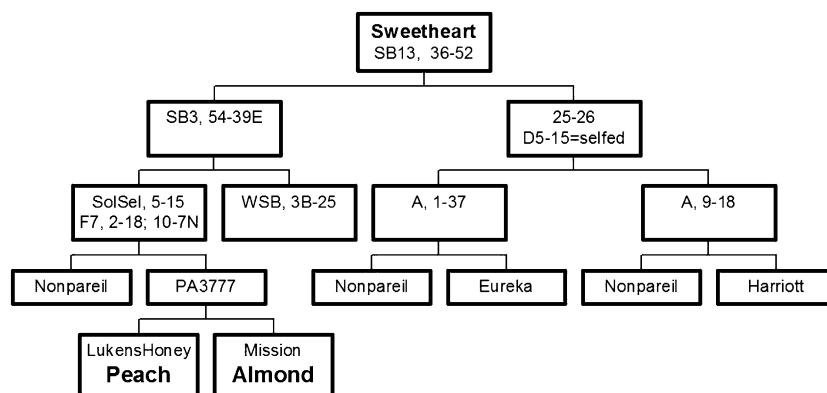 Sweetheart
SB13, 36-52
SB3, 54-39E
25-26
D5-15=selfed
SolSel, 5-15
F7, 2-18; 10-7N
WSB, 3B-25
A, 1-37
A, 9-18
Nonpareil
PA3777
Nonpareil
Eureka
Nonpareil
Harriott
LukensHoney
Peach
Mission
Almond